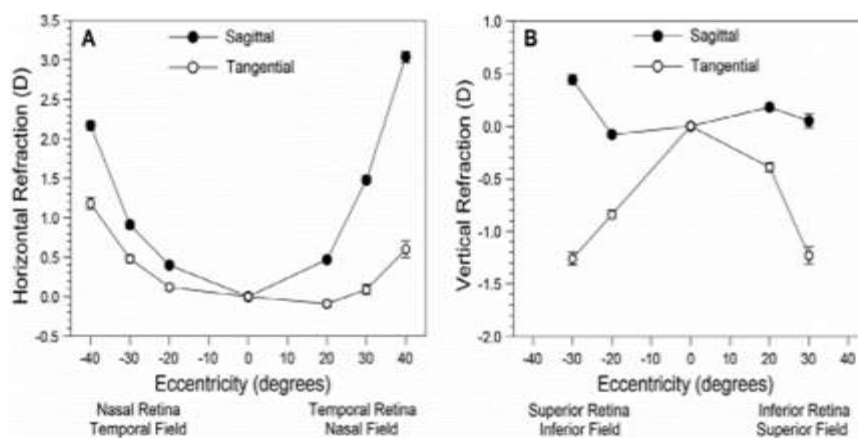 A
Sagittal
Tangential
Horizontal Refraction (D)
3.5
3.0
2.5
2.0
1.5
1.0
0.5
0.0
-0.5
-40 -30 -20 -10 0 10 20 30 40
Eccentricity (degrees)
Nasal Retina Temporal Retina
Temporal Field Nasal Field
B
Sagittal
Tangential
Vertical Refraction (D)
1.0
0.5
0.0
-0.5
-1.0
-1.5
-2.0
-40 -30 -20 -10 0 10 20 30 40
Eccentricity (degrees)
Superior Retina Inferior Retina
Inferior Field Superior Field